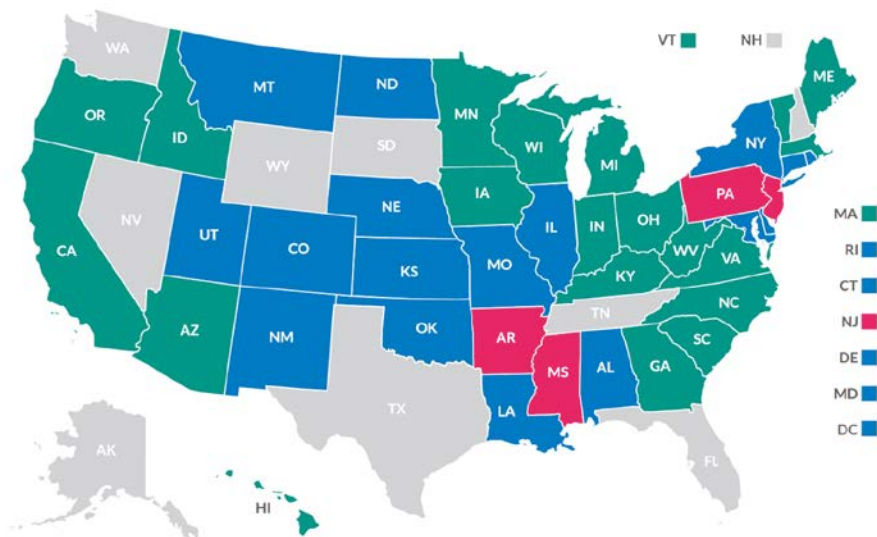 VT NH
WA
ME
MT ND
OR MN
ID NY
WI
SD MI
WY
PA
IA
NE OH MA
NV IL IN
UT WV RI
CA CO VA
KS MO KY CT
NC
TN NJ
AZ OK AR SC
NM DE
MS AL GA
MD
TX LA
DC
AK FL
HI